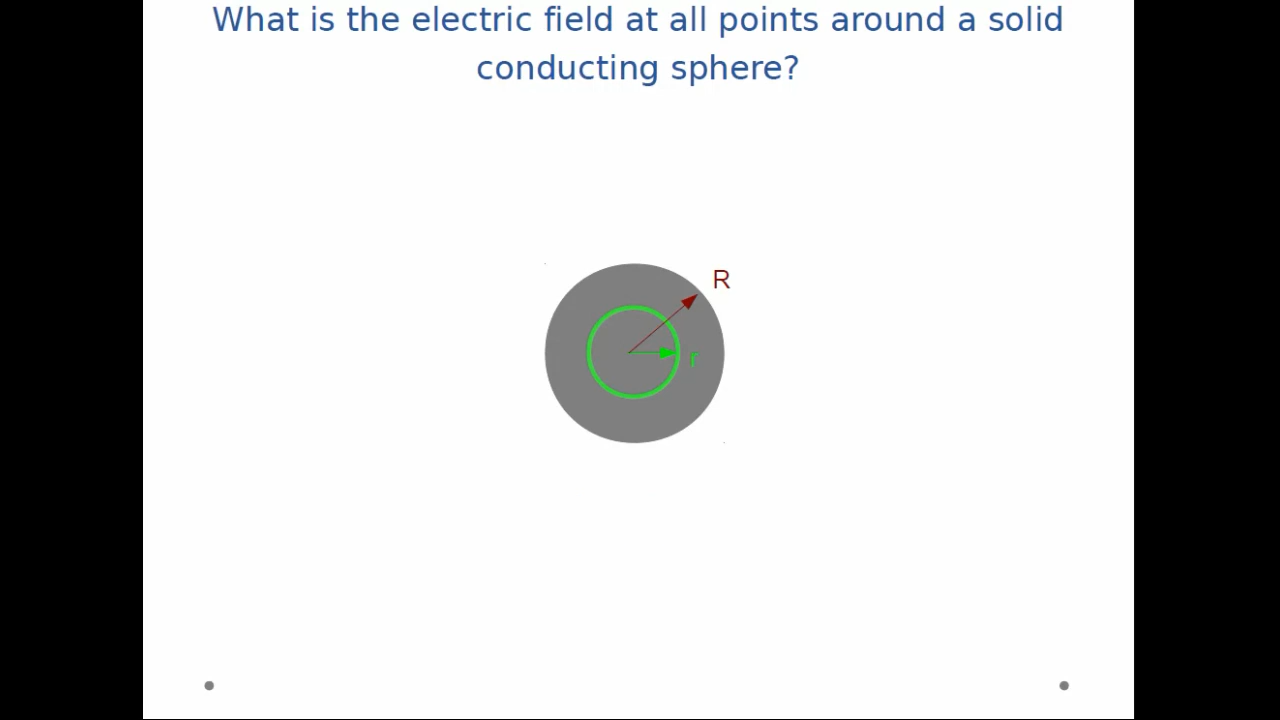 What is the electric field at all points around a solid
conducting sphere?
R
r